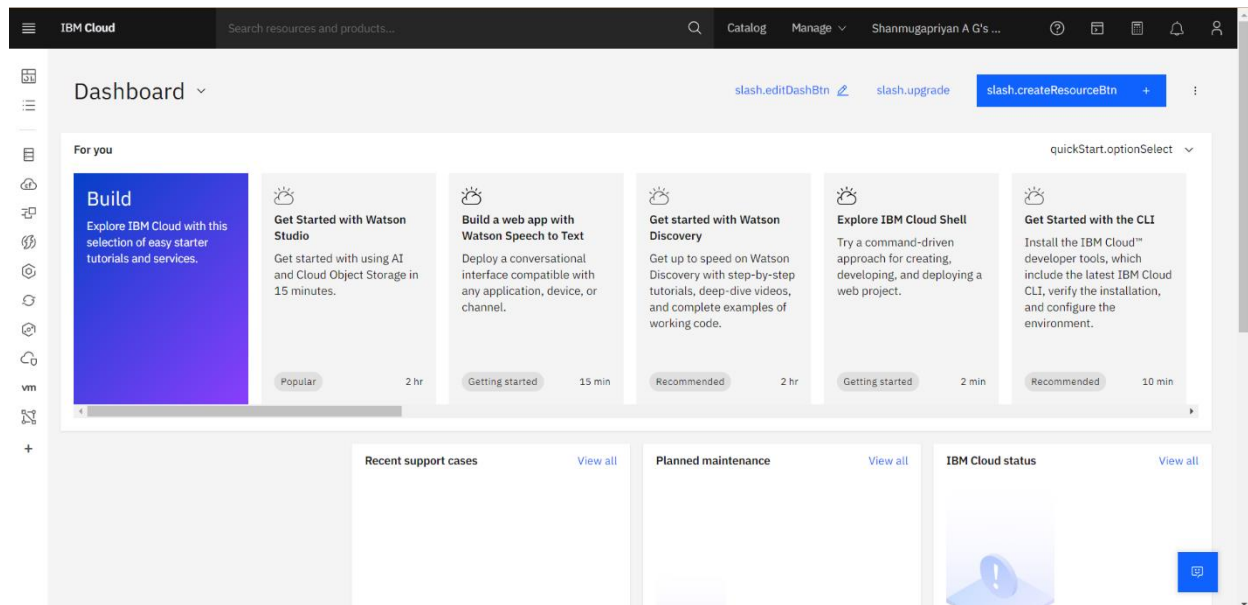 IBM Cloud
Search resources and products...
Catalog
Manage
Shanmugapriyan A G's ...
Dashboard
slash.editDashBtn
slash.upgrade
slash.createResourceBtn +
For you
quickStart.optionSelect
Build
Explore IBM Cloud with this
selection of easy starter
tutorials and services.
Get Started with Watson
Studio
Get started with using AI
and Cloud Object Storage in
15 minutes.
Popular
2 hr
Build a web app with
Watson Speech to Text
Deploy a conversational
interface compatible with
any application, device, or
channel.
Getting started
15 min
Get started with Watson
Discovery
Get up to speed on Watson
Discovery with step-by-step
tutorials, deep-dive videos,
and complete examples of
working code.
Recommended
2 hr
Explore IBM Cloud Shell
Try a command-driven
approach for creating,
developing, and deploying a
web project.
Getting started
2 min
Get Started with the CLI
Install the IBM Cloud™
developer tools, which
include the latest IBM Cloud
CLI, verify the installation,
and configure the
environment.
Recommended
10 min
vm
+
Recent support cases
View all
Planned maintenance
View all
IBM Cloud status
View all